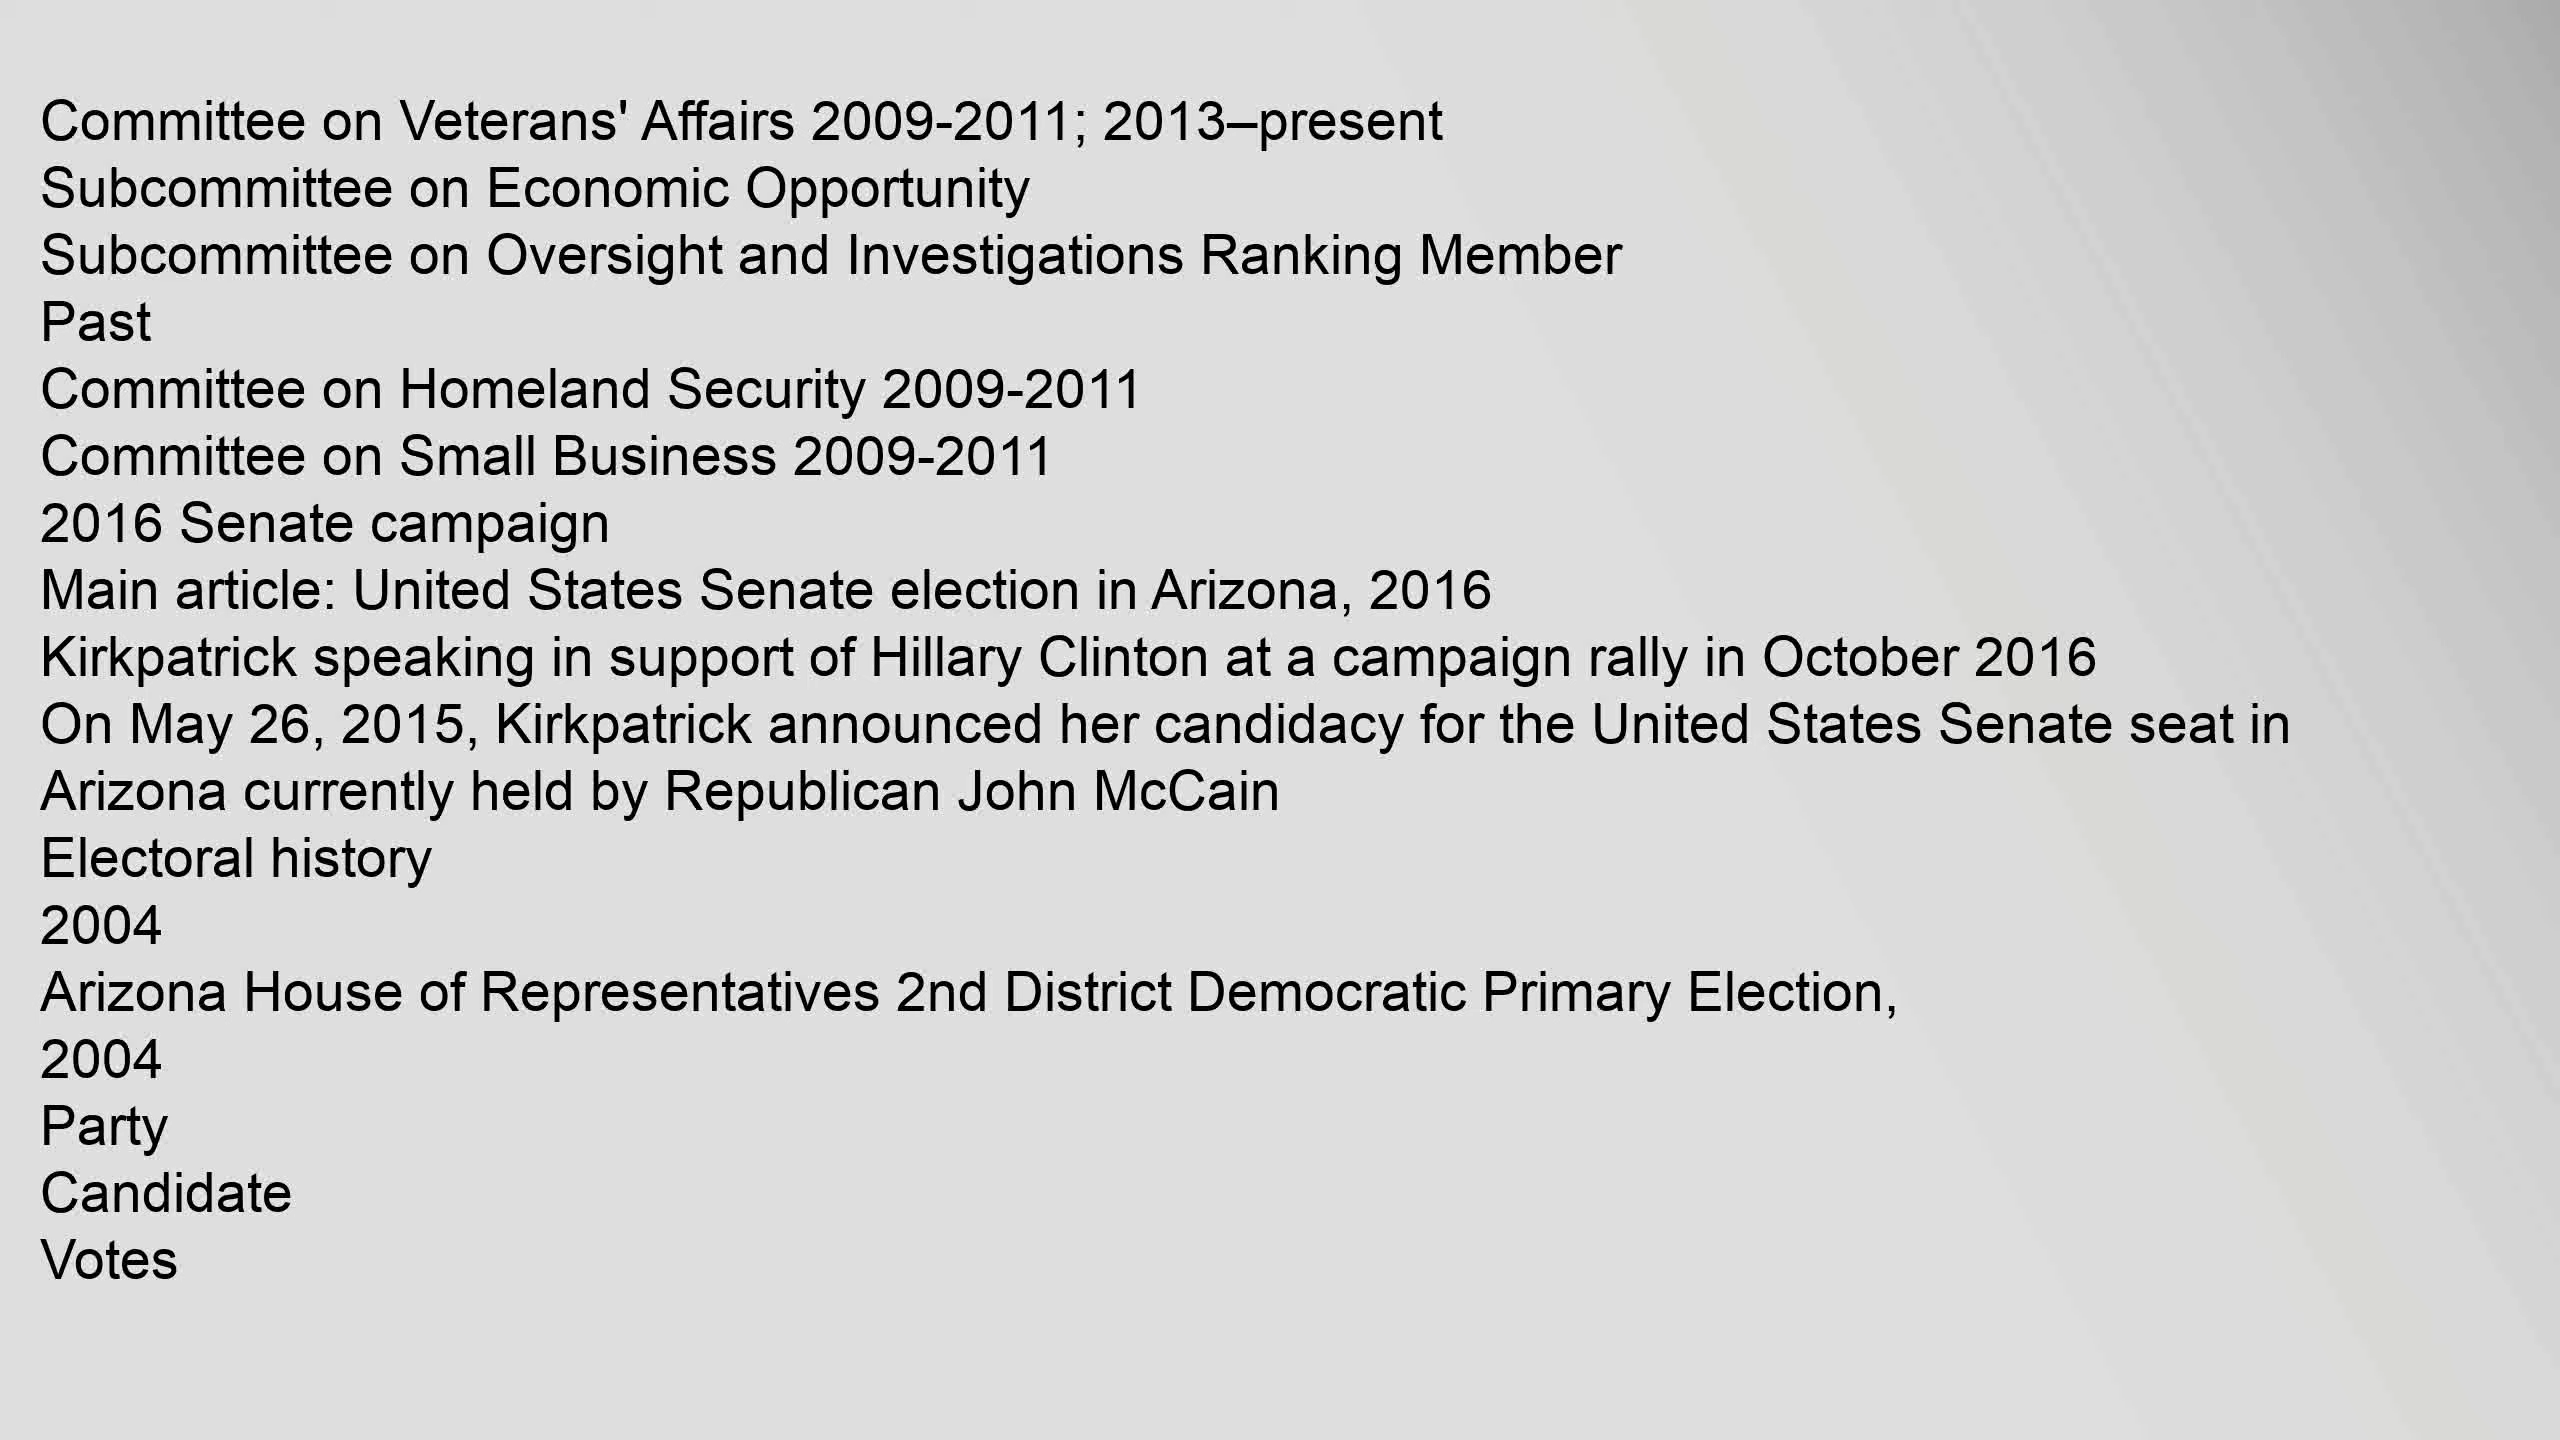 Committee on Veterans' Affairs 2009-2011; 2013–present
Subcommittee on Economic Opportunity
Subcommittee on Oversight and Investigations Ranking Member
Past
Committee on Homeland Security 2009-2011
Committee on Small Business 2009-2011
2016 Senate campaign
Main article: United States Senate election in Arizona, 2016
Kirkpatrick speaking in support of Hillary Clinton at a campaign rally in October 2016
On May 26, 2015, Kirkpatrick announced her candidacy for the United States Senate seat in
Arizona currently held by Republican John McCain
Electoral history
2004
Arizona House of Representatives 2nd District Democratic Primary Election,
2004
Party
Candidate
Votes